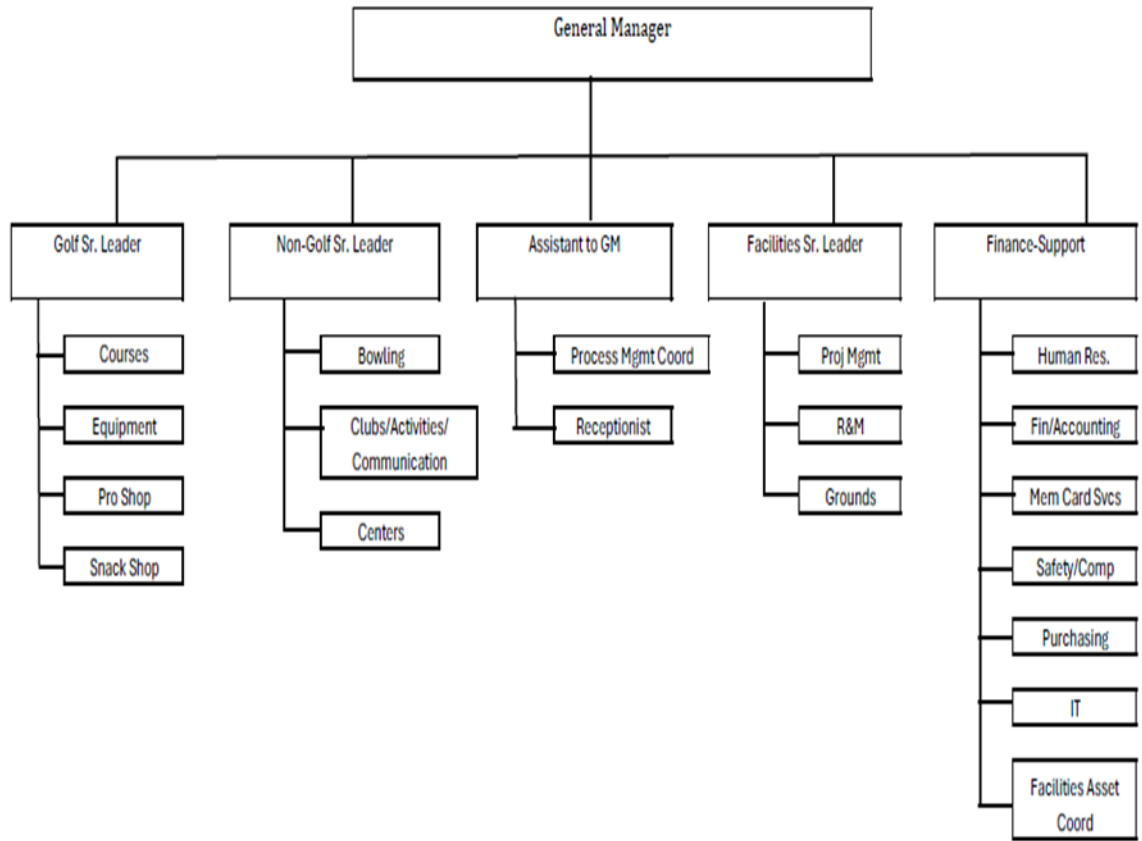 General Manager
Golf Sr. Leader
Non-Golf Sr. Leader
Assistant to GM
Facilities Sr. Leader
Finance-Support
Courses
Equipment
Pro Shop
Snack Shop
Bowling
Clubs/Activities/
Communication
Centers
Process Mgmt Coord
Receptionist
Proj Mgmt
R&M
Grounds
Human Res.
Fin/Accounting
Mem Card Svcs
Safety/Comp
Purchasing
IT
Facilities Asset
Coord